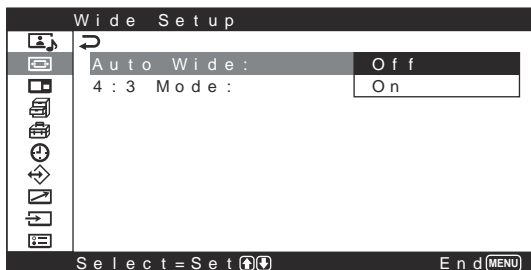 Wide Setup
Auto Wide: Off
4:3 Mode: On
Select=Set End MENU